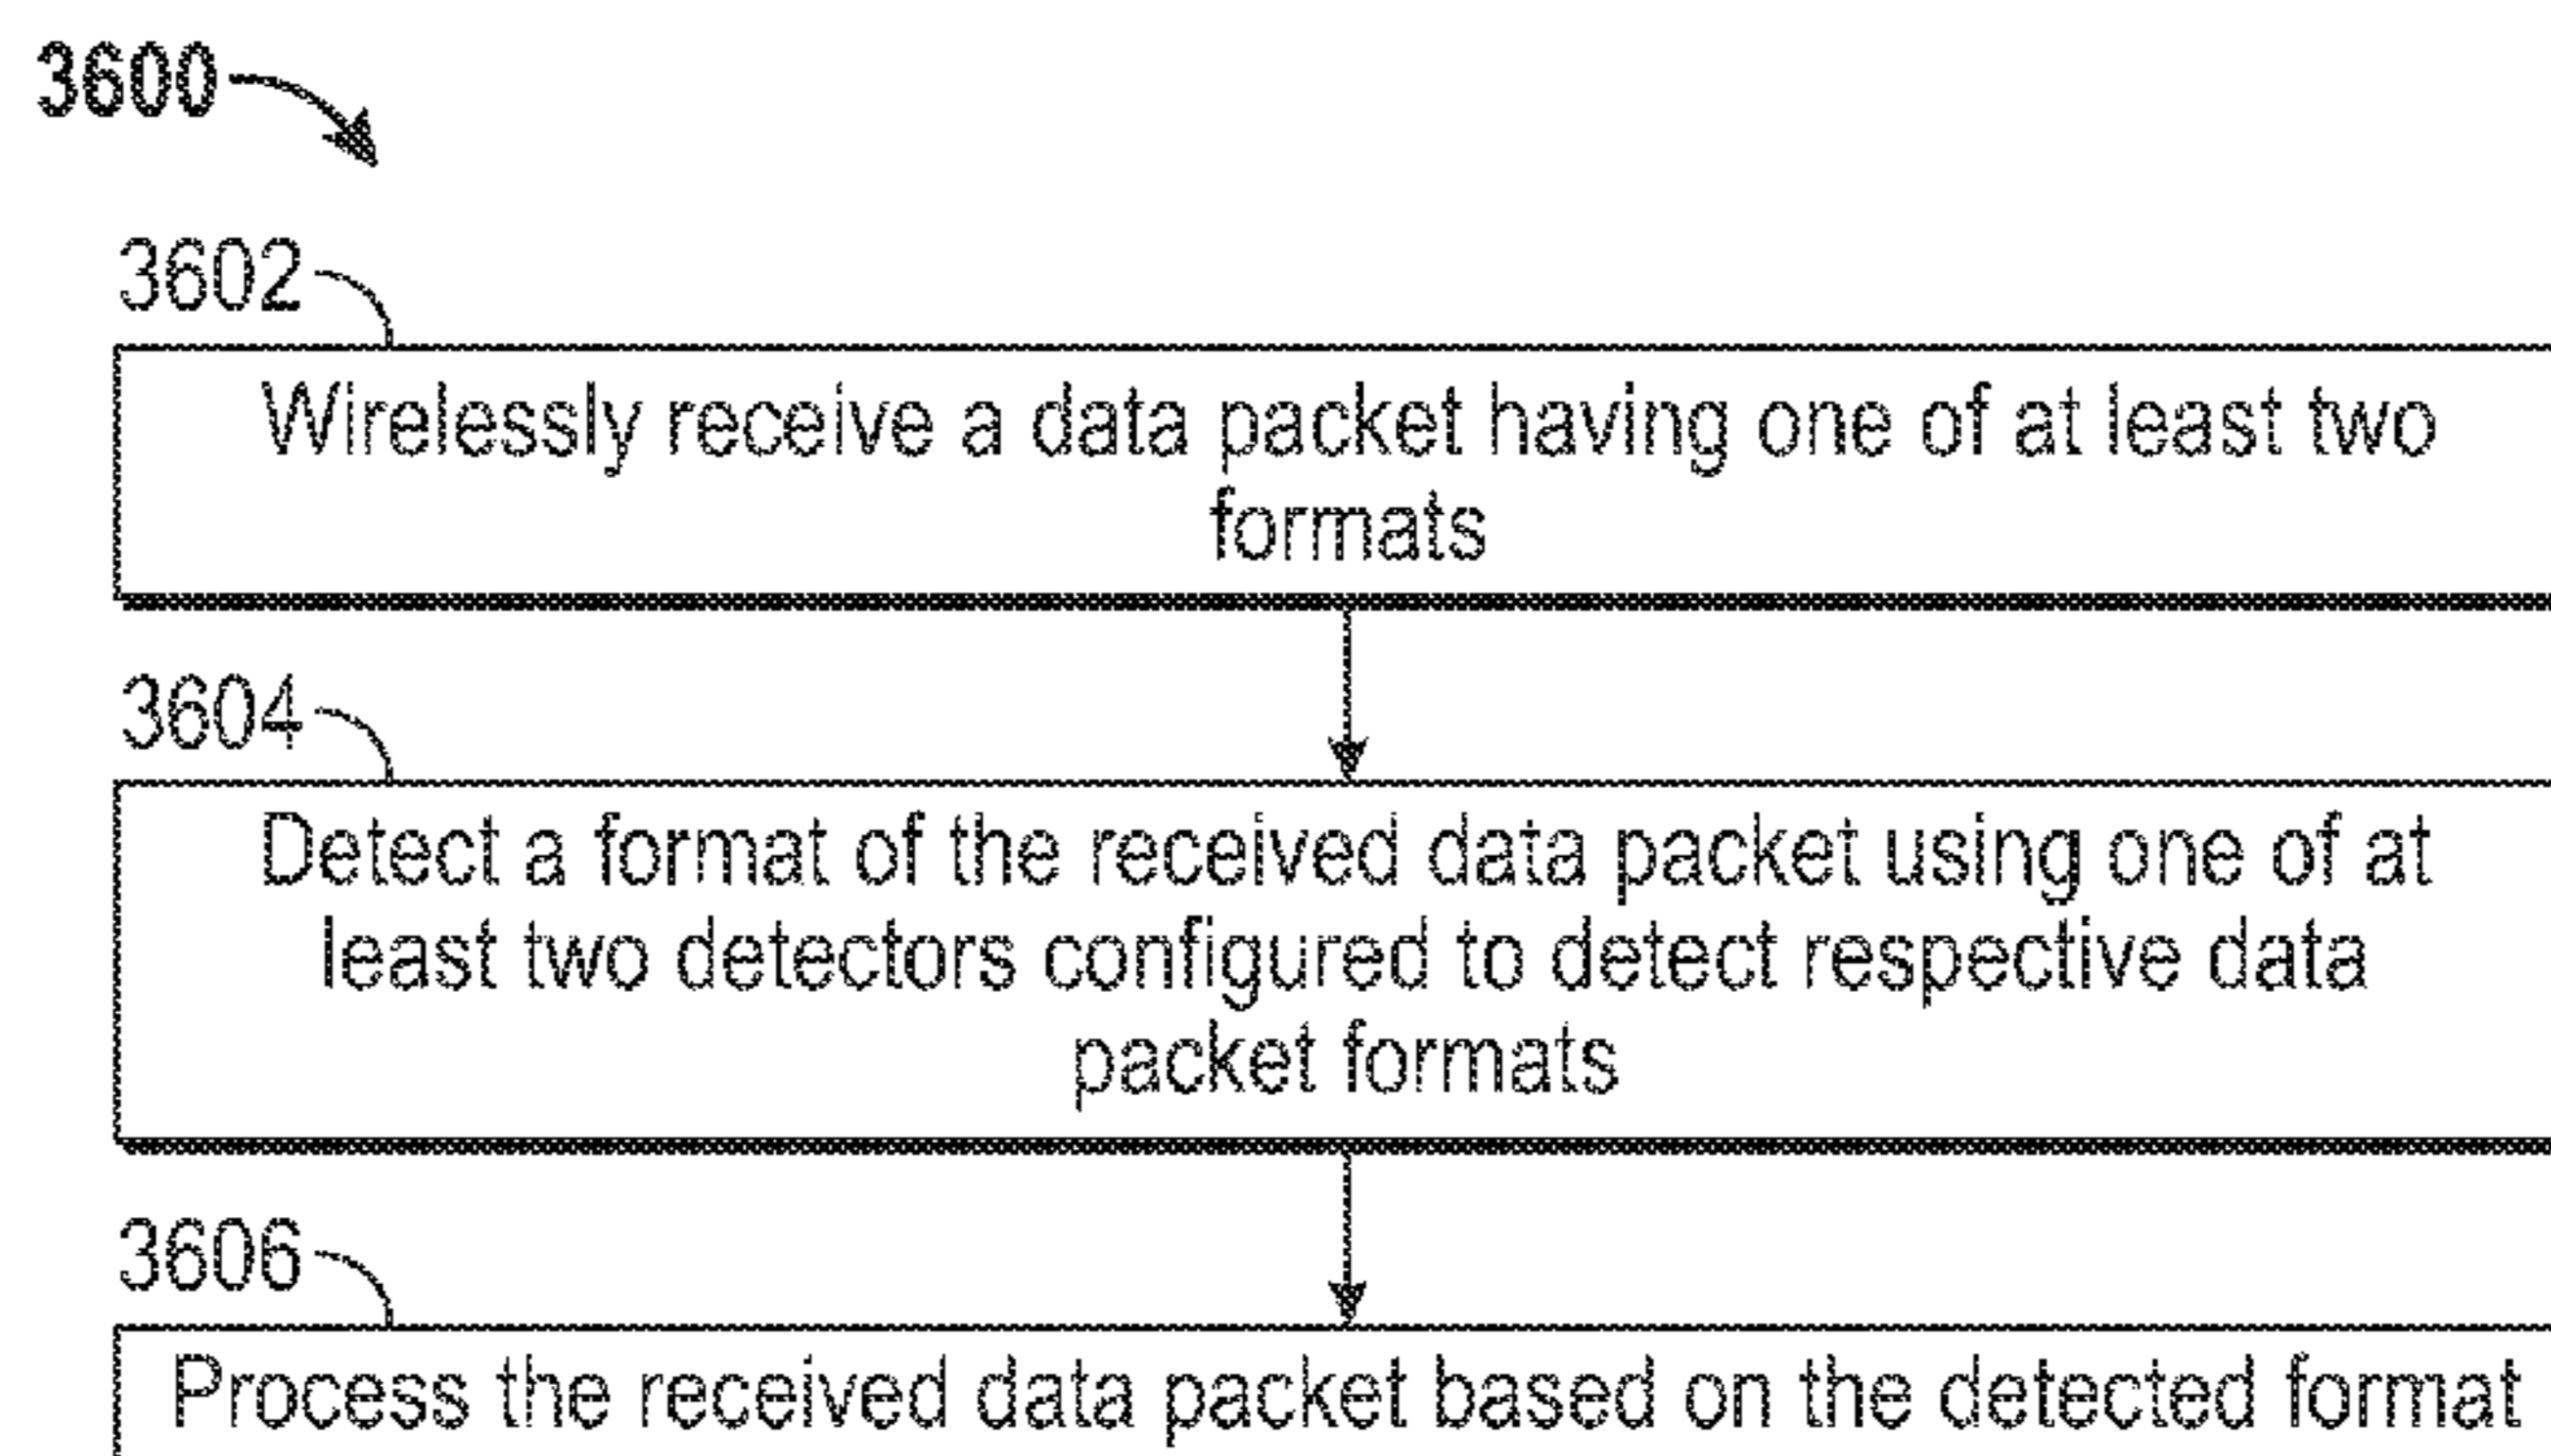 3600
3602
Wirelessly receive a data packet having one of at least two
formats
3604
Detect a format of the received data packet using one of at
least two detectors configured to detect respective data
packet formats
3606
Process the received data packet based on the detected format